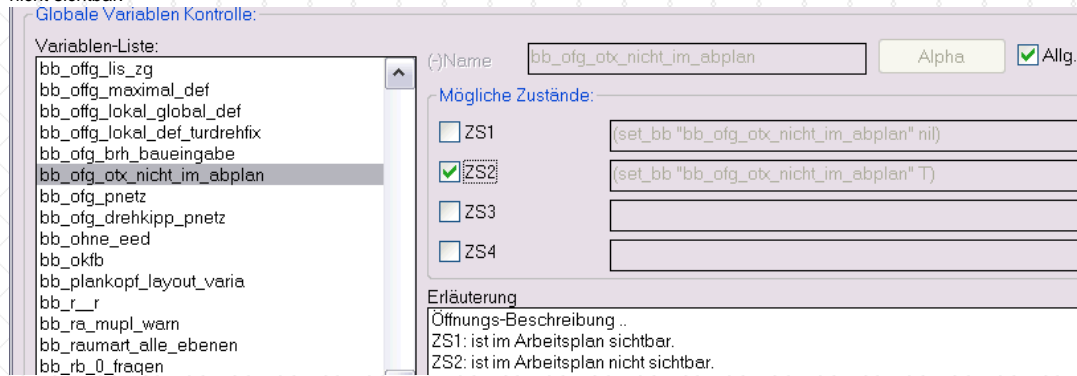 nicht sichtbar.
Globale Variablen Kontrolle:
Variablen-Liste:
bb_offg_lis_zg
bb_offg_maximal_def
bb_offg_lokal_global_def
bb_offg_lokal_def_turdrehfix
bb_ofg_brh_baueingabe
bb_ofg_otx_nicht_im_abplan
bb_ofg_pnetz
bb_ofg_drehkipp_pnetz
bb_ohne_eed
bb_okfb
bb_plankopf_layout_varia
bb_r__r
bb_ra_mupl_warn
bb_raumart_alle_ebenen
bb_rb_0_fragen
(-)Name bb_ofg_otx_nicht_im_abplan Alpha Allg.
Mögliche Zustände:
ZS1 (set_bb "bb_ofg_otx_nicht_im_abplan" nil)
ZS2 (set_bb "bb_ofg_otx_nicht_im_abplan" T)
ZS3
ZS4
Erläuterung
Öffnungs-Beschreibung ..
ZS1: ist im Arbeitsplan sichtbar.
ZS2: ist im Arbeitsplan nicht sichtbar.